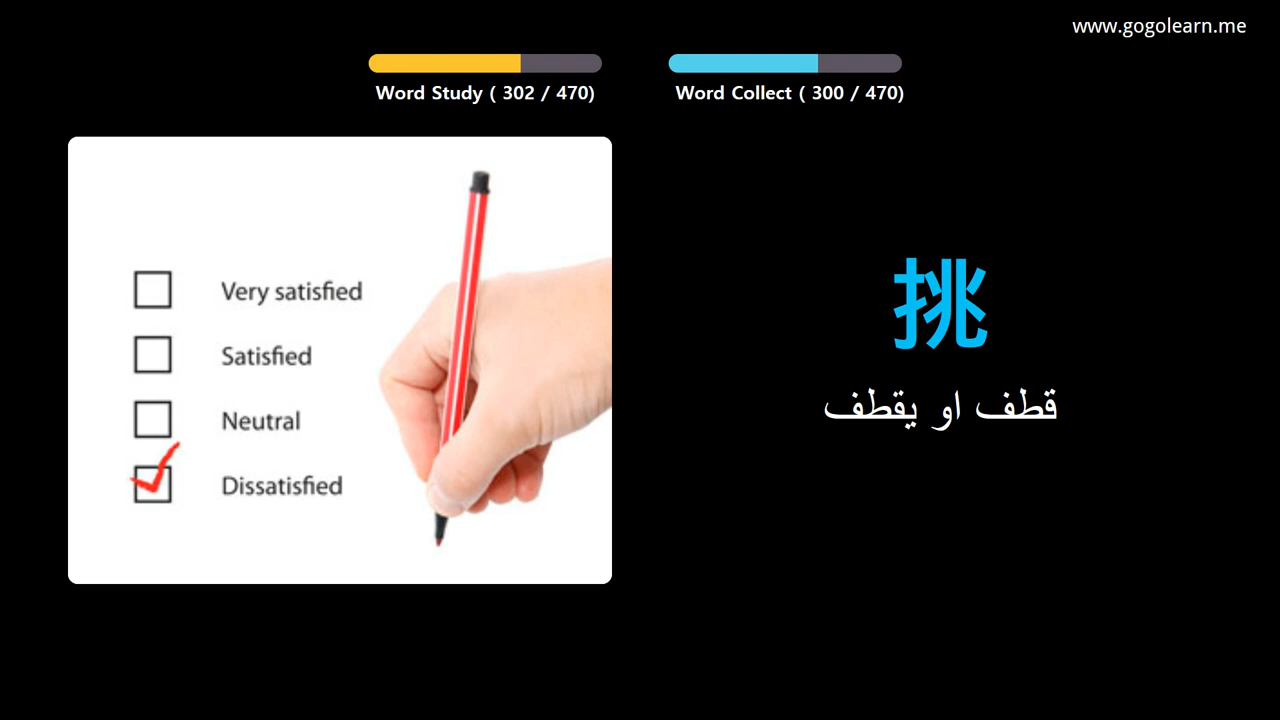 www.gogolearn.me
Word Study ( 302 / 470)
Word Collect ( 300 / 470)
Very satisfied
Satisfied
Neutral
Dissatisfied
挑
قطف او يقطف